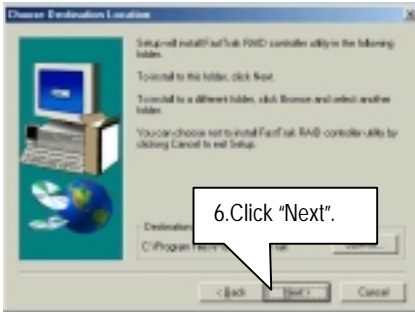 Choose Destination Location
Setup will install FastTrak RAID controller utility in the following
folder.
To install to this folder, click Next.
To install to a different folder, click Browse and select another
folder.
You can choose not to install FastTrak RAID controller utility by
clicking Cancel to exit Setup.
6.Click "Next".
Destination
C:\Program
< Back
Next >
Cancel